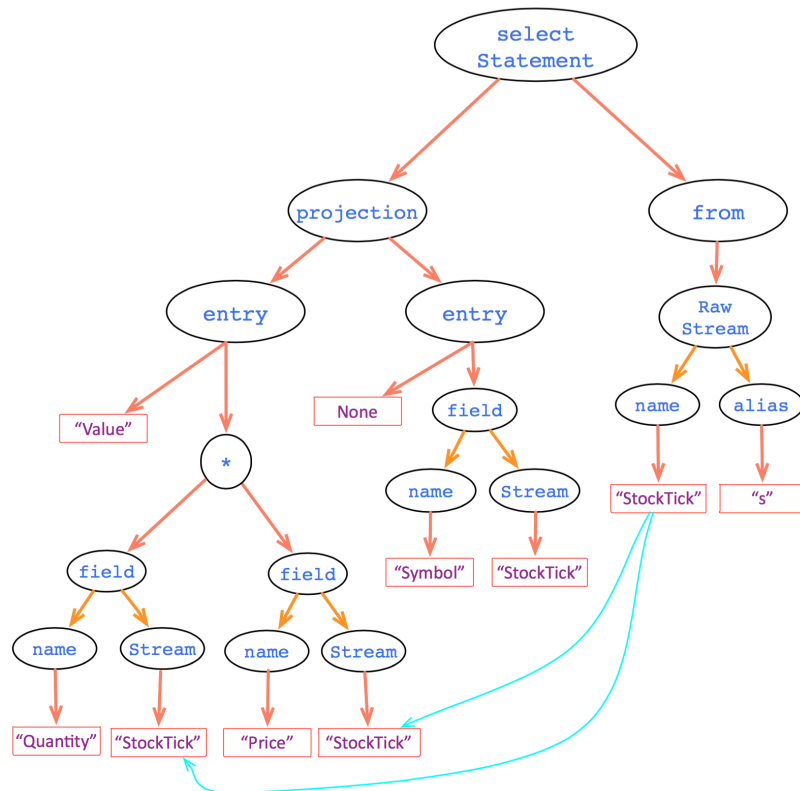 select
Statement
projection
from
entry
entry
Raw
Stream
“Value”
None
field
name
alias
*
name
Stream
“StockTick”
“s”
field
field
“Symbol”
“StockTick”
name
Stream
name
Stream
“Quantity”
“StockTick”
“Price”
“StockTick”